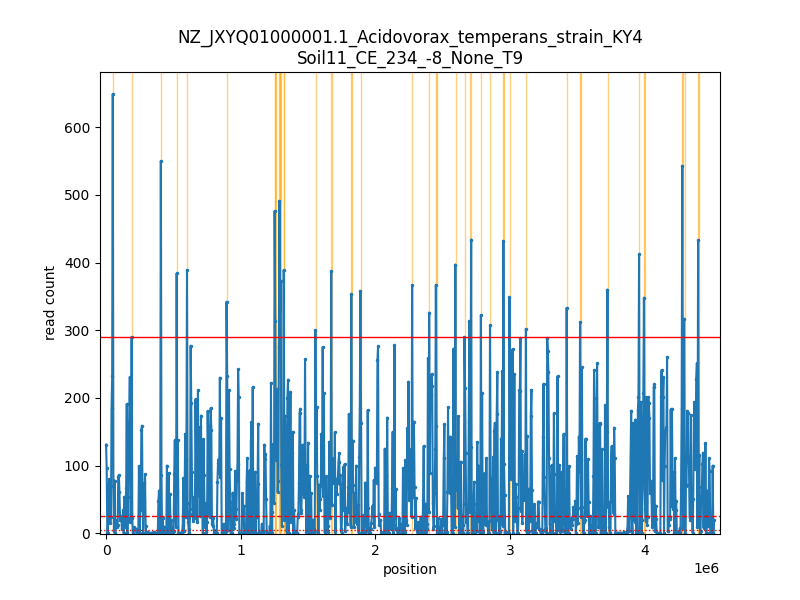 NZ_JXYQ01000001.1_Acidovorax_temperans_strain_KY4
Soil11_CE_234_-8_None_T9
600
500
400
300
200
100
0
read count
0
1
2
3
4
1e6
position